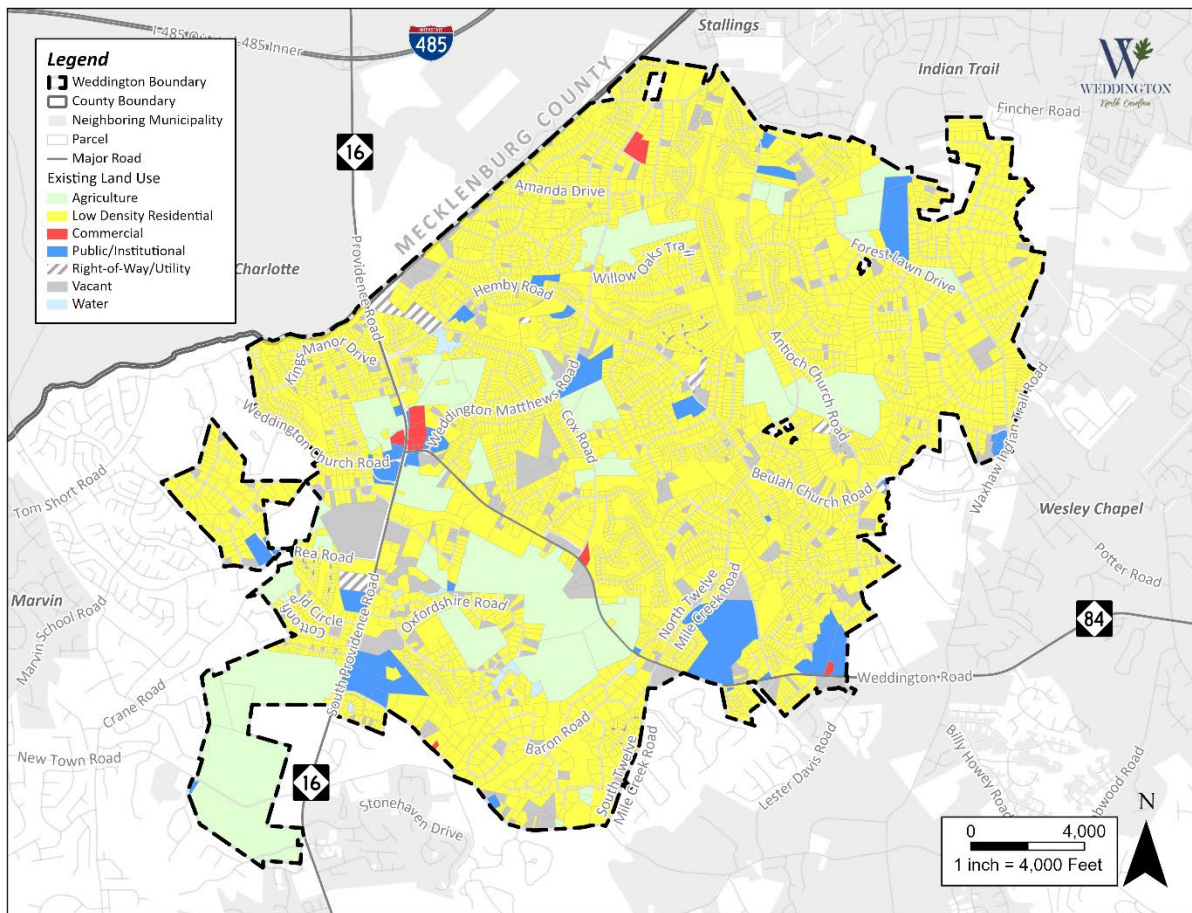 I-485 Inner
INTERSTATE
485
Stallings
Indian Trail
W
WEDDINGTON
North Carolina
Legend
Weddington Boundary
County Boundary
Neighboring Municipality
Parcel
Major Road
Existing Land Use
Agriculture
Low Density Residential
Commercial
Public/Institutional
Right-of-Way/Utility
Vacant
Water
Fincher Road
16
MECKLENBURG COUNTY
Amanda Drive
Providence Road
Charlotte
Willow Oaks Trail
Forest Lawn Drive
Hemby Road
Kings Manor Drive
Antioch Church Road
Weddington Matthews Road
Cox Road
Waxhaw Indian Trail Road
Weddington Church Road
Beulah Church Road
Tom Short Road
Wesley Chapel
Rea Road
Potter Road
Marvin
Marvin School Road
Oxfordshire Road
North Twelve
Mile Creek Road
84
South Providence Road
Weddington Road
Crane Road
Baron Road
New Town Road
16
Stonehaven Drive
South Twelve
Mile Creek Road
Lester Davis Road
Billy Howey Road
bwood Road
N
0 4,000
1 inch = 4,000 Feet